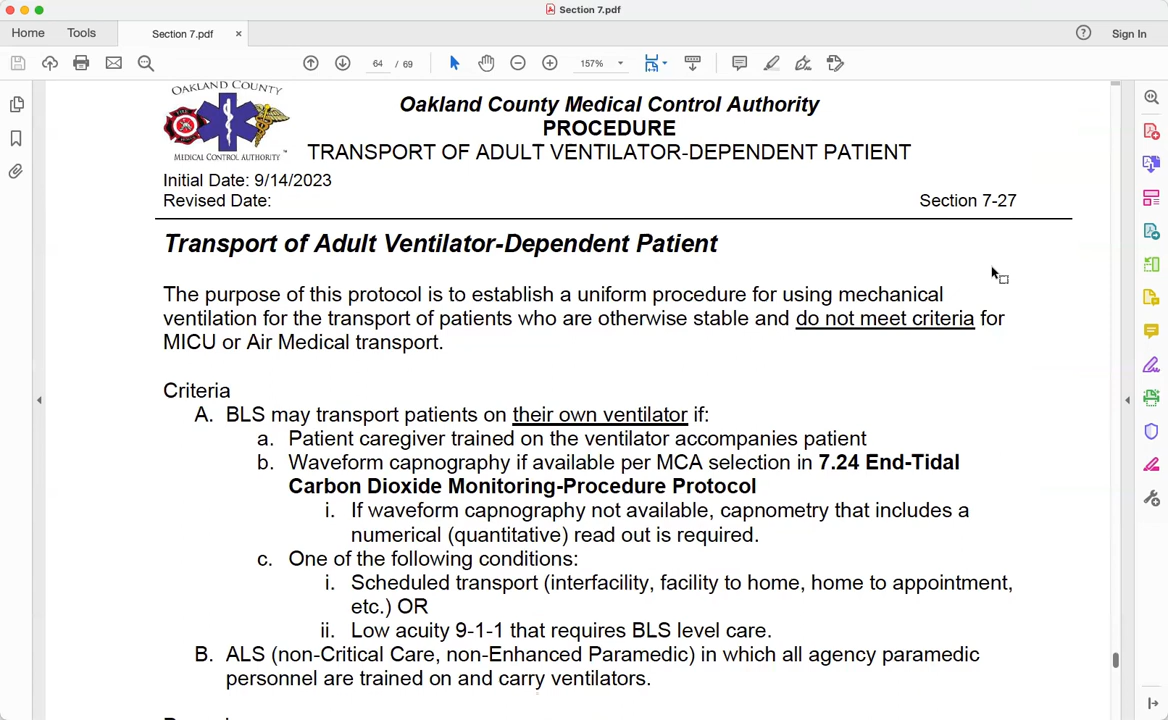 Section 7.pdf
Home Tools Section 7.pdf × Sign In
64 / 69 157%
OAKLAND COUNTY
MEDICAL CONTROL AUTHORITY
Oakland County Medical Control Authority
PROCEDURE
TRANSPORT OF ADULT VENTILATOR-DEPENDENT PATIENT
Initial Date: 9/14/2023
Revised Date:
Section 7-27
Transport of Adult Ventilator-Dependent Patient
The purpose of this protocol is to establish a uniform procedure for using mechanical
ventilation for the transport of patients who are otherwise stable and do not meet criteria for
MICU or Air Medical transport.
Criteria
A. BLS may transport patients on their own ventilator if:
a. Patient caregiver trained on the ventilator accompanies patient
b. Waveform capnography if available per MCA selection in 7.24 End-Tidal
Carbon Dioxide Monitoring-Procedure Protocol
i. If waveform capnography not available, capnometry that includes a
numerical (quantitative) read out is required.
c. One of the following conditions:
i. Scheduled transport (interfacility, facility to home, home to appointment,
etc.) OR
ii. Low acuity 9-1-1 that requires BLS level care.
B. ALS (non-Critical Care, non-Enhanced Paramedic) in which all agency paramedic
personnel are trained on and carry ventilators.